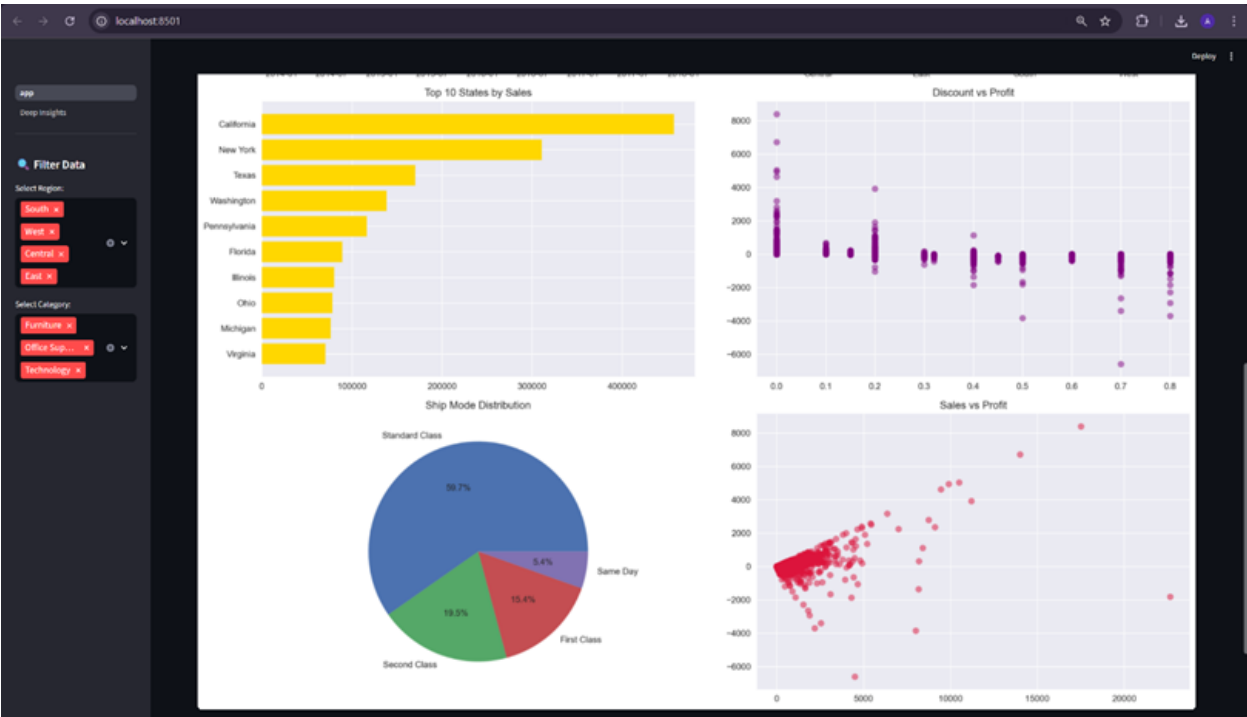 localhost:8501
Deploy
app
Deep Insights
Filter Data
Select Region:
South ×
West ×
Central ×
East ×
Select Category:
Furniture ×
Office Sup... ×
Technology ×
Top 10 States by Sales
California
New York
Texas
Washington
Pennsylvania
Florida
Illinois
Ohio
Michigan
Virginia
0 100000 200000 300000 400000
Discount vs Profit
8000
6000
4000
2000
0
−2000
−4000
−6000
0.0 0.1 0.2 0.3 0.4 0.5 0.6 0.7 0.8
Ship Mode Distribution
Standard Class
59.7%
5.4%
Same Day
15.4%
19.5%
First Class
Second Class
Sales vs Profit
8000
6000
4000
2000
0
−2000
−4000
−6000
0 5000 10000 15000 20000